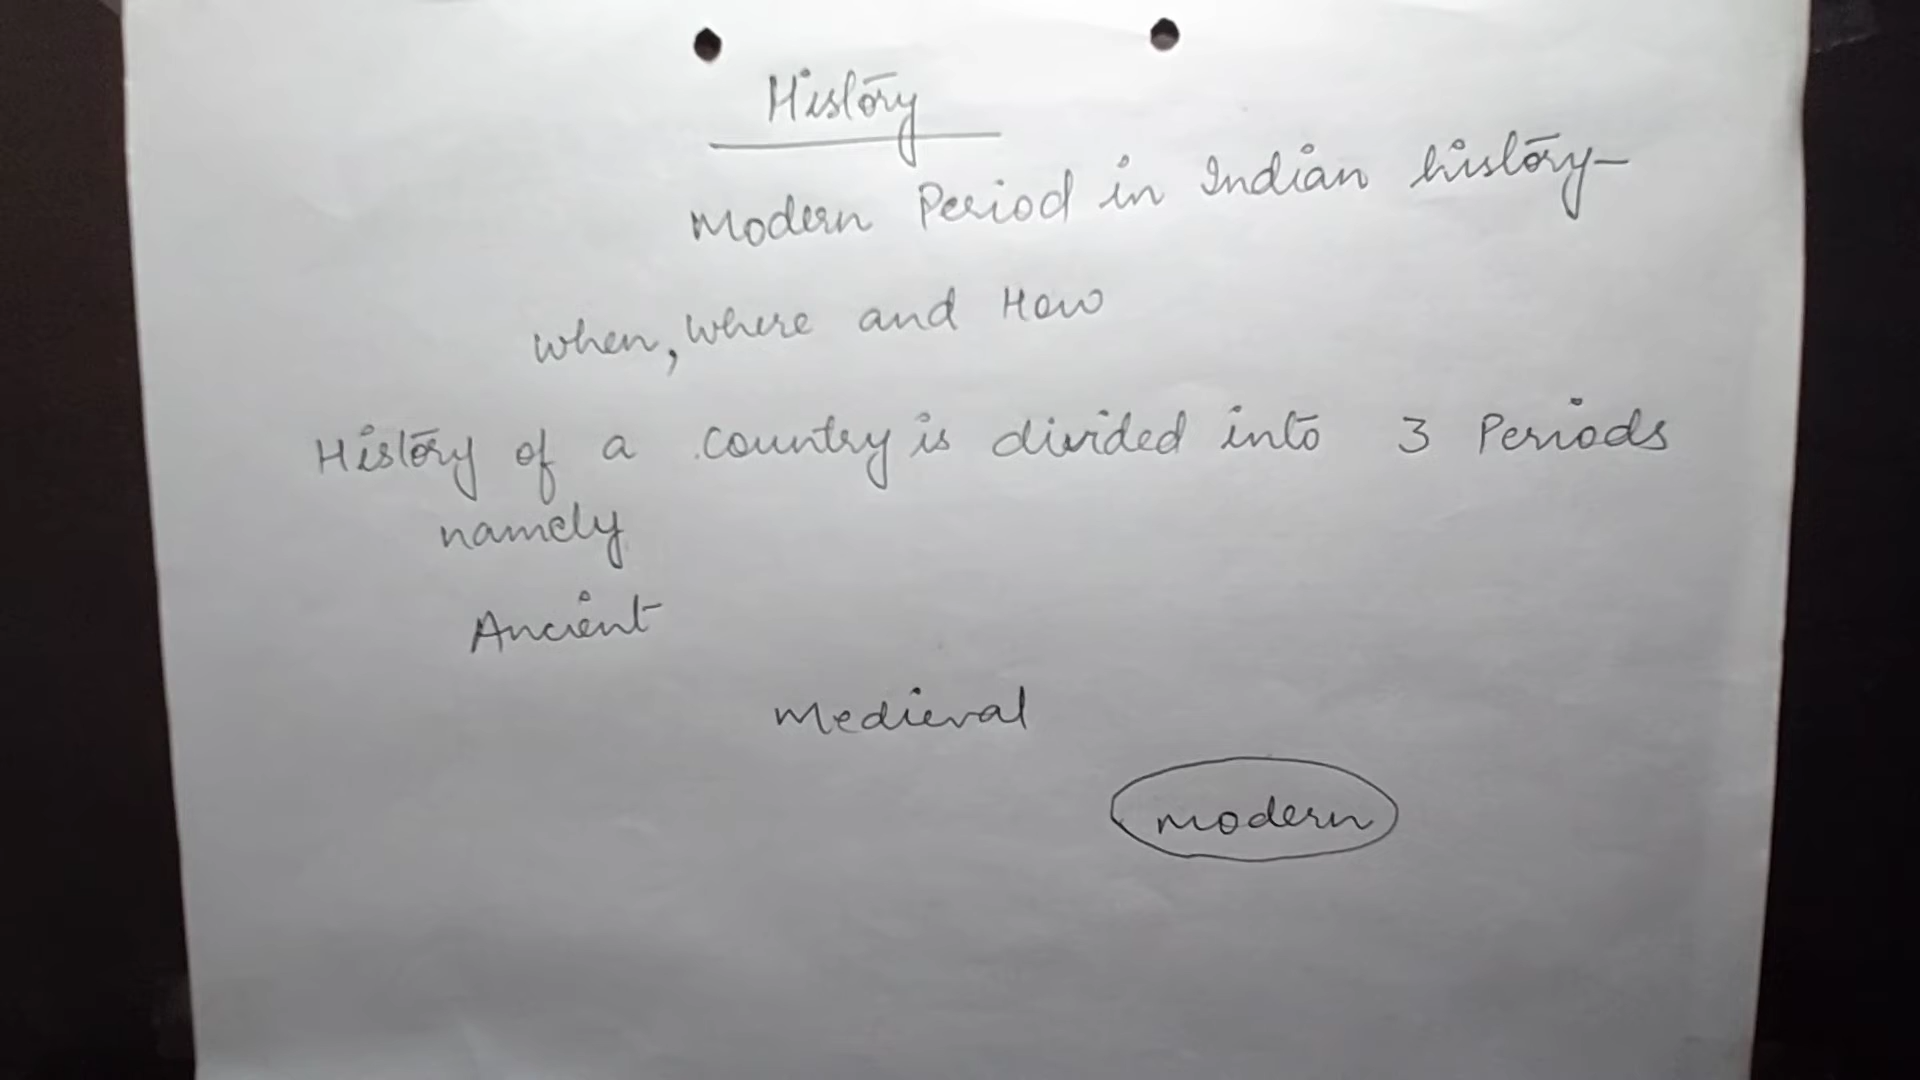 History
Modern Period in Indian history-
when, where and How
History of a country is divided into 3 Periods
namely
Ancient
Medieval
modern